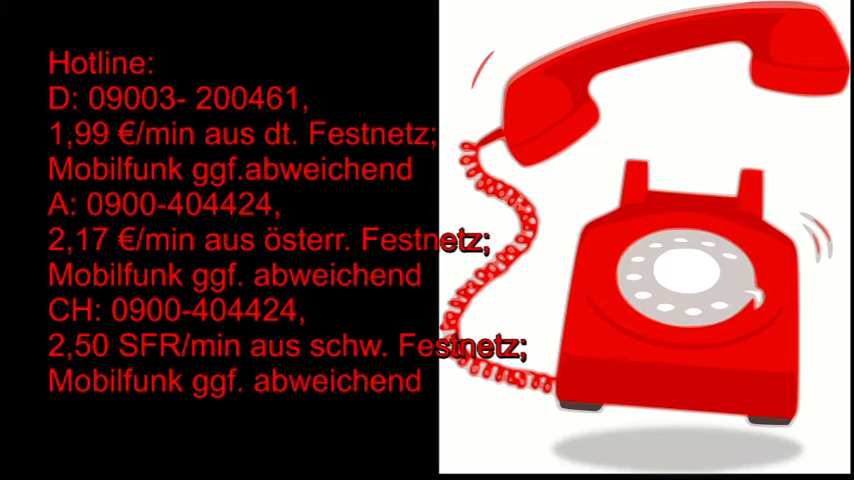 Hotline:
D: 09003- 200461,
1,99 €/min aus dt. Festnetz;
Mobilfunk ggf.abweichend
A: 0900-404424,
2,17 €/min aus österr. Festnetz;
Mobilfunk ggf. abweichend
CH: 0900-404424,
2,50 SFR/min aus schw. Festnetz;
Mobilfunk ggf. abweichend